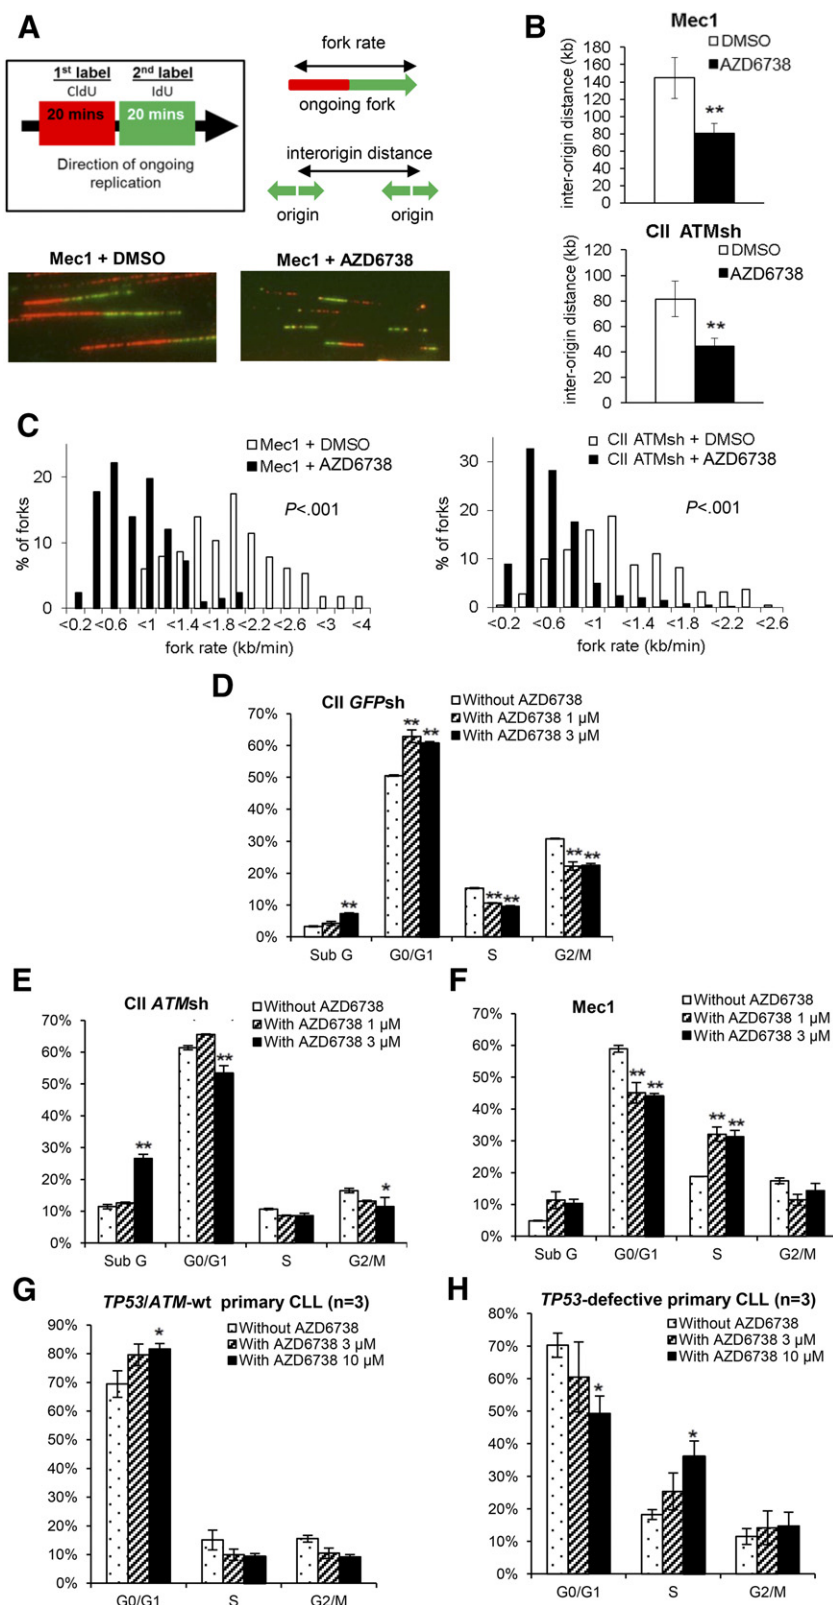 A
1st label 2nd label
CldU IdU
20 mins 20 mins
Direction of ongoing
replication
fork rate
ongoing fork
interorigin distance
origin origin
Mec1 + DMSO Mec1 + AZD6738
B
Mec1
DMSO
AZD6738
inter-origin distance (kb)
180
160
140
120
100
80
60
40
20
0
**
CII ATMsh
DMSO
AZD6738
inter-origin distance (kb)
120
100
80
60
40
20
0
**
C
Mec1 + DMSO
Mec1 + AZD6738
P<.001
% of forks
20
10
0
<0.2 <0.6 <1 <1.4 <1.8 <2.2 <2.6 <3 <4
fork rate (kb/min)
CII ATMsh + DMSO
CII ATMsh + AZD6738
P<.001
% of forks
30
20
10
0
<0.2 <0.6 <1 <1.4 <1.8 <2.2 <2.6
fork rate (kb/min)
D
CII GFPsh
Without AZD6738
With AZD6738 1 µM
With AZD6738 3 µM
70%
60%
50%
40%
30%
20%
10%
0%
** ** ** ** ** ** **
Sub G G0/G1 S G2/M
E
CII ATMsh
Without AZD6738
With AZD6738 1 µM
With AZD6738 3 µM
70%
60%
50%
40%
30%
20%
10%
0%
** ** *
Sub G G0/G1 S G2/M
F
Mec1
Without AZD6738
With AZD6738 1 µM
With AZD6738 3 µM
70%
60%
50%
40%
30%
20%
10%
0%
** ** ** **
Sub G G0/G1 S G2/M
G
TP53/ATM-wt primary CLL (n=3)
Without AZD6738
With AZD6738 3 µM
With AZD6738 10 µM
90%
80%
70%
60%
50%
40%
30%
20%
10%
0%
*
G0/G1 S G2/M
H
TP53-defective primary CLL (n=3)
Without AZD6738
With AZD6738 3 µM
With AZD6738 10 µM
80%
70%
60%
50%
40%
30%
20%
10%
0%
* *
G0/G1 S G2/M